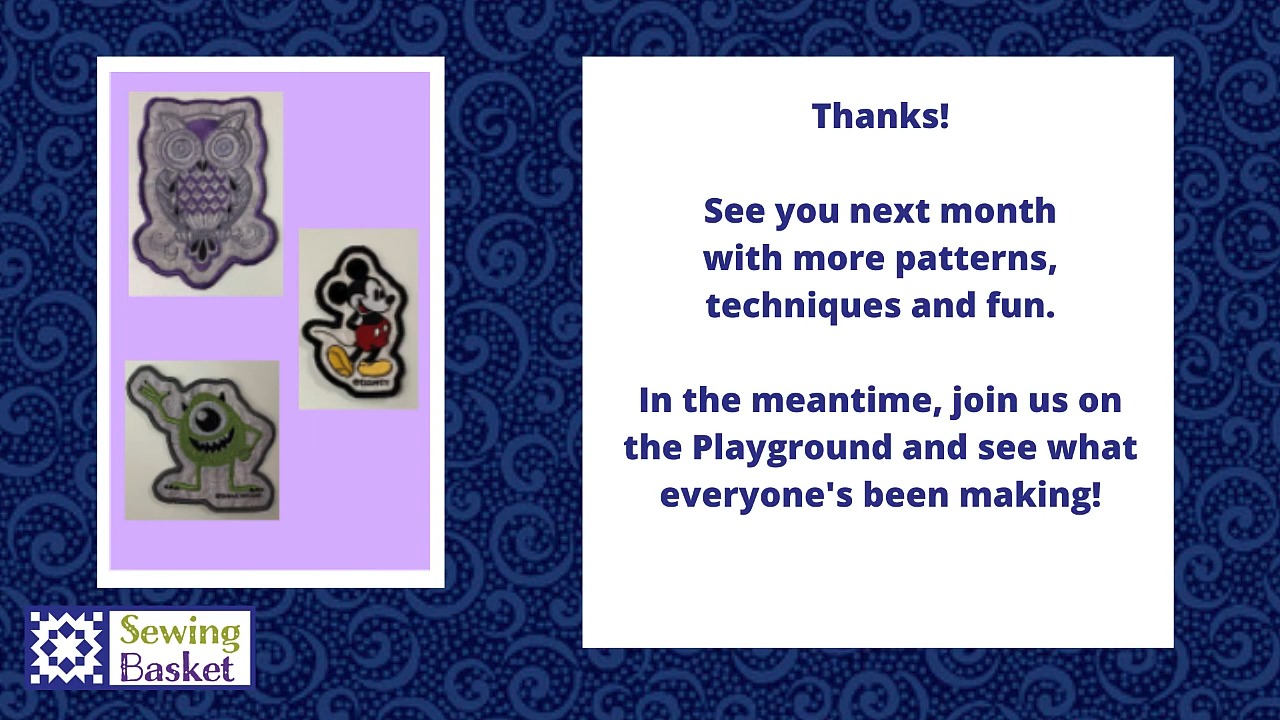 Thanks!
See you next month
with more patterns,
techniques and fun.
In the meantime, join us on
the Playground and see what
everyone's been making!
Sewing
Basket